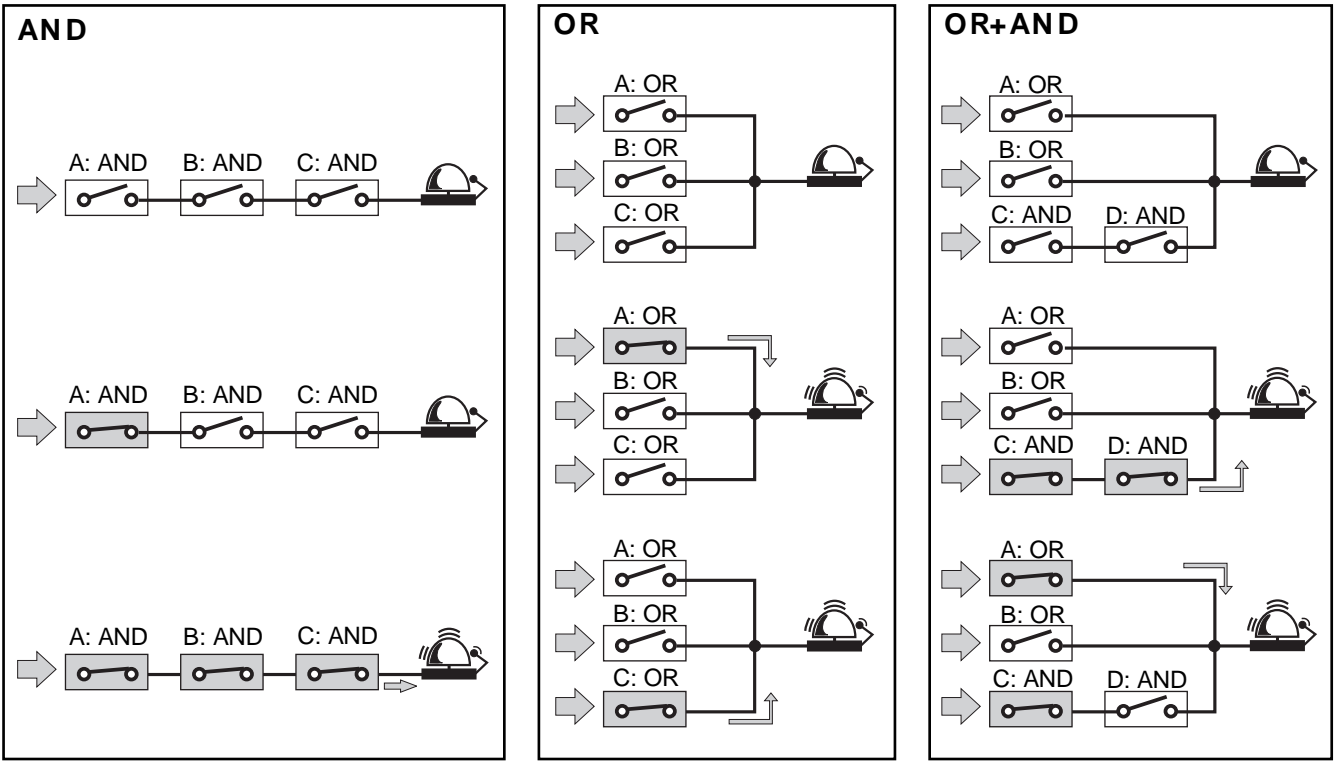 AND
A: AND B: AND C: AND
A: AND B: AND C: AND
A: AND B: AND C: AND
OR
A: OR
B: OR
C: OR
A: OR
B: OR
C: OR
A: OR
B: OR
C: OR
OR+AND
A: OR
B: OR
C: AND D: AND
A: OR
B: OR
C: AND D: AND
A: OR
B: OR
C: AND D: AND